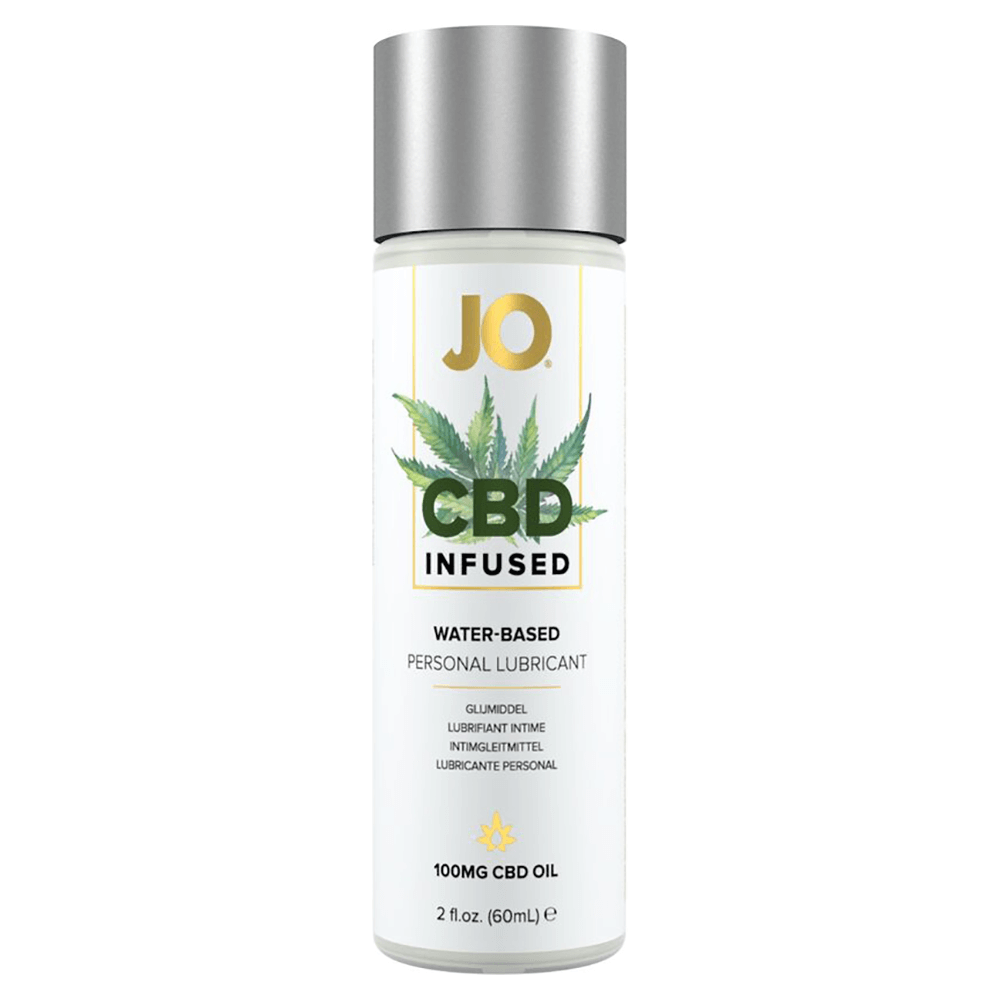 JO®
CBD
INFUSED
WATER-BASED
PERSONAL LUBRICANT
GLIJMIDDEL
LUBRIFIANT INTIME
INTIMGLEITMITTEL
LUBRICANTE PERSONAL
100MG CBD OIL
2 fl.oz. (60mL) ℮